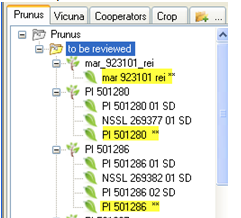 Prunus Vicuna Cooperators Crop ...
Prunus
to be reviewed
mar_923101_rei
mar 923101 rei **
PI 501280
PI 501280 01 SD
NSSL 269377 01 SD
PI 501280 **
PI 501286
PI 501286 01 SD
NSSL 269382 01 SD
PI 501286 02 SD
PI 501286 **